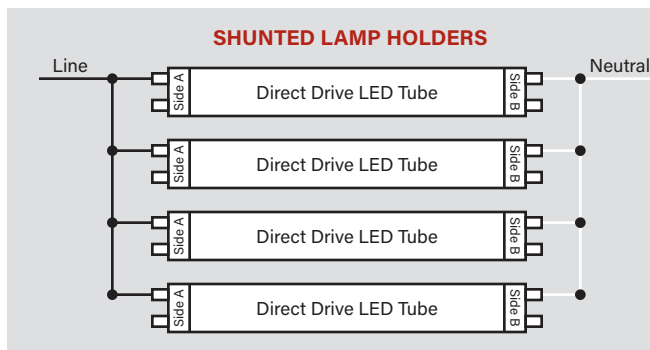 SHUNTED LAMP HOLDERS
Line
Neutral
Side A
Direct Drive LED Tube
Side B
Side A
Direct Drive LED Tube
Side B
Side A
Direct Drive LED Tube
Side B
Side A
Direct Drive LED Tube
Side B